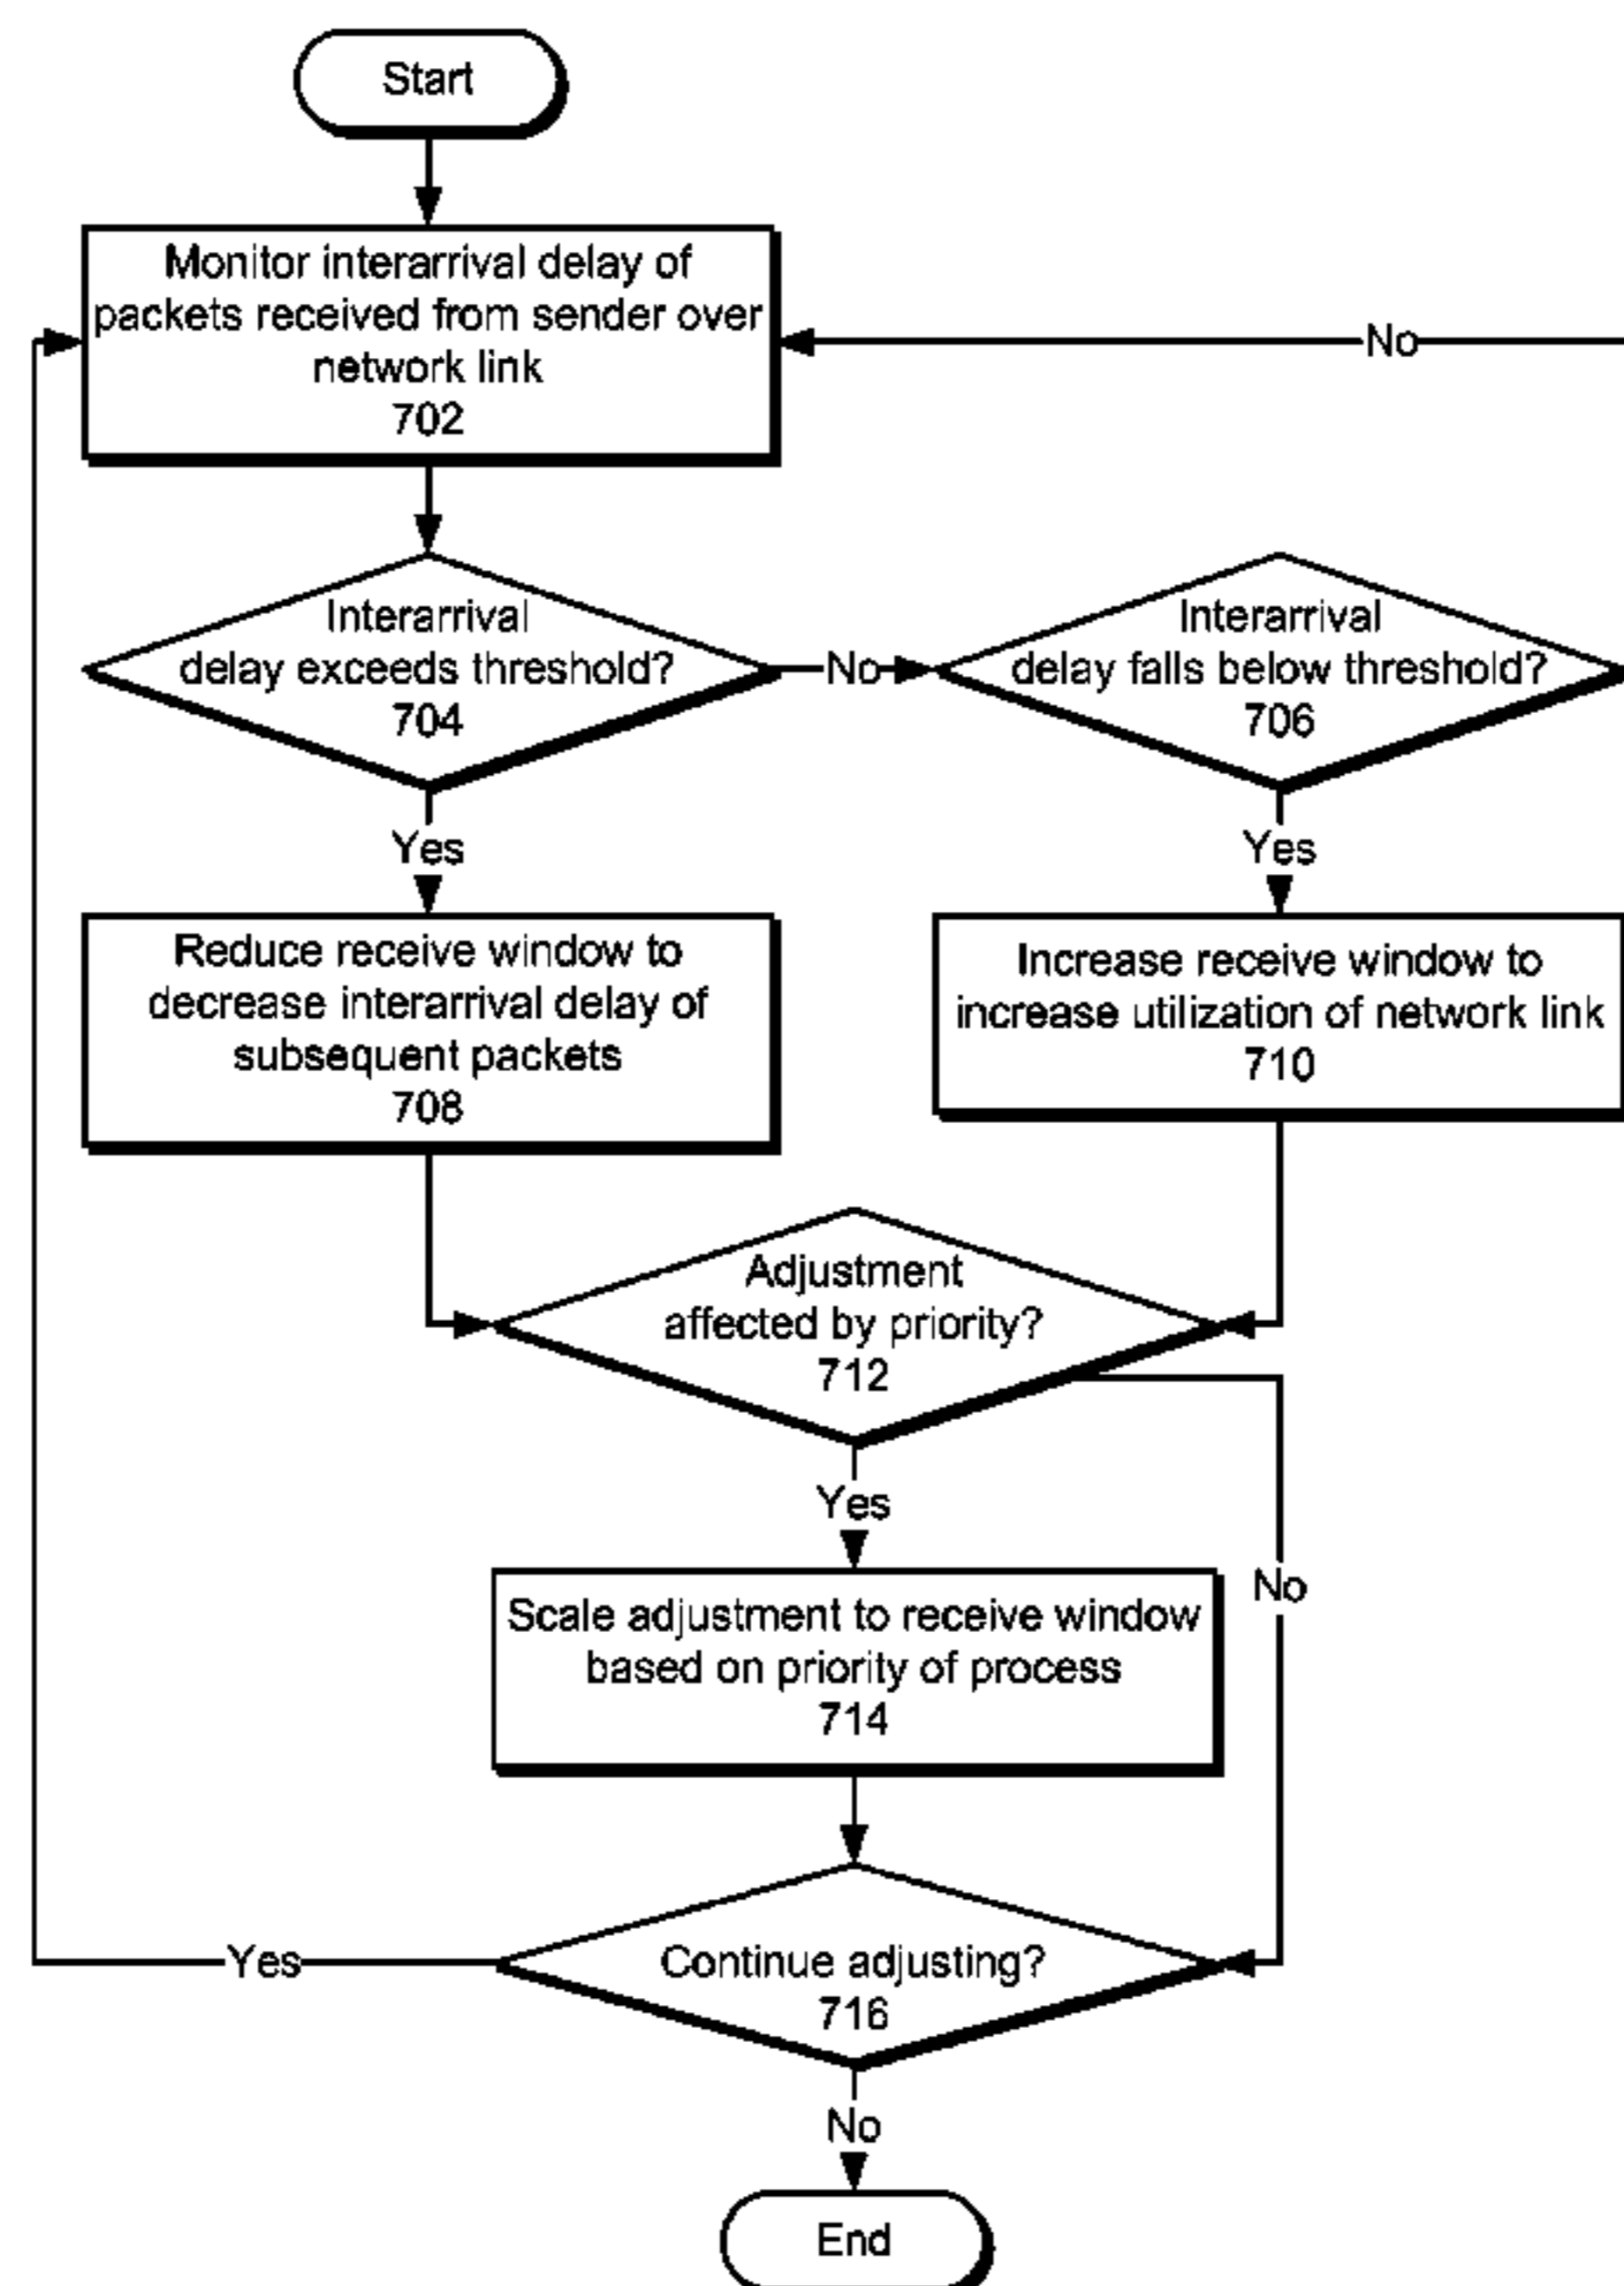 Start
Monitor interarrival delay of
packets received from sender over
network link
702
No
Interarrival
delay exceeds threshold?
704
No
Interarrival
delay falls below threshold?
706
Yes
Yes
Reduce receive window to
decrease interarrival delay of
subsequent packets
708
Increase receive window to
increase utilization of network link
710
Adjustment
affected by priority?
712
Yes
No
Scale adjustment to receive window
based on priority of process
714
Yes
Continue adjusting?
716
No
End